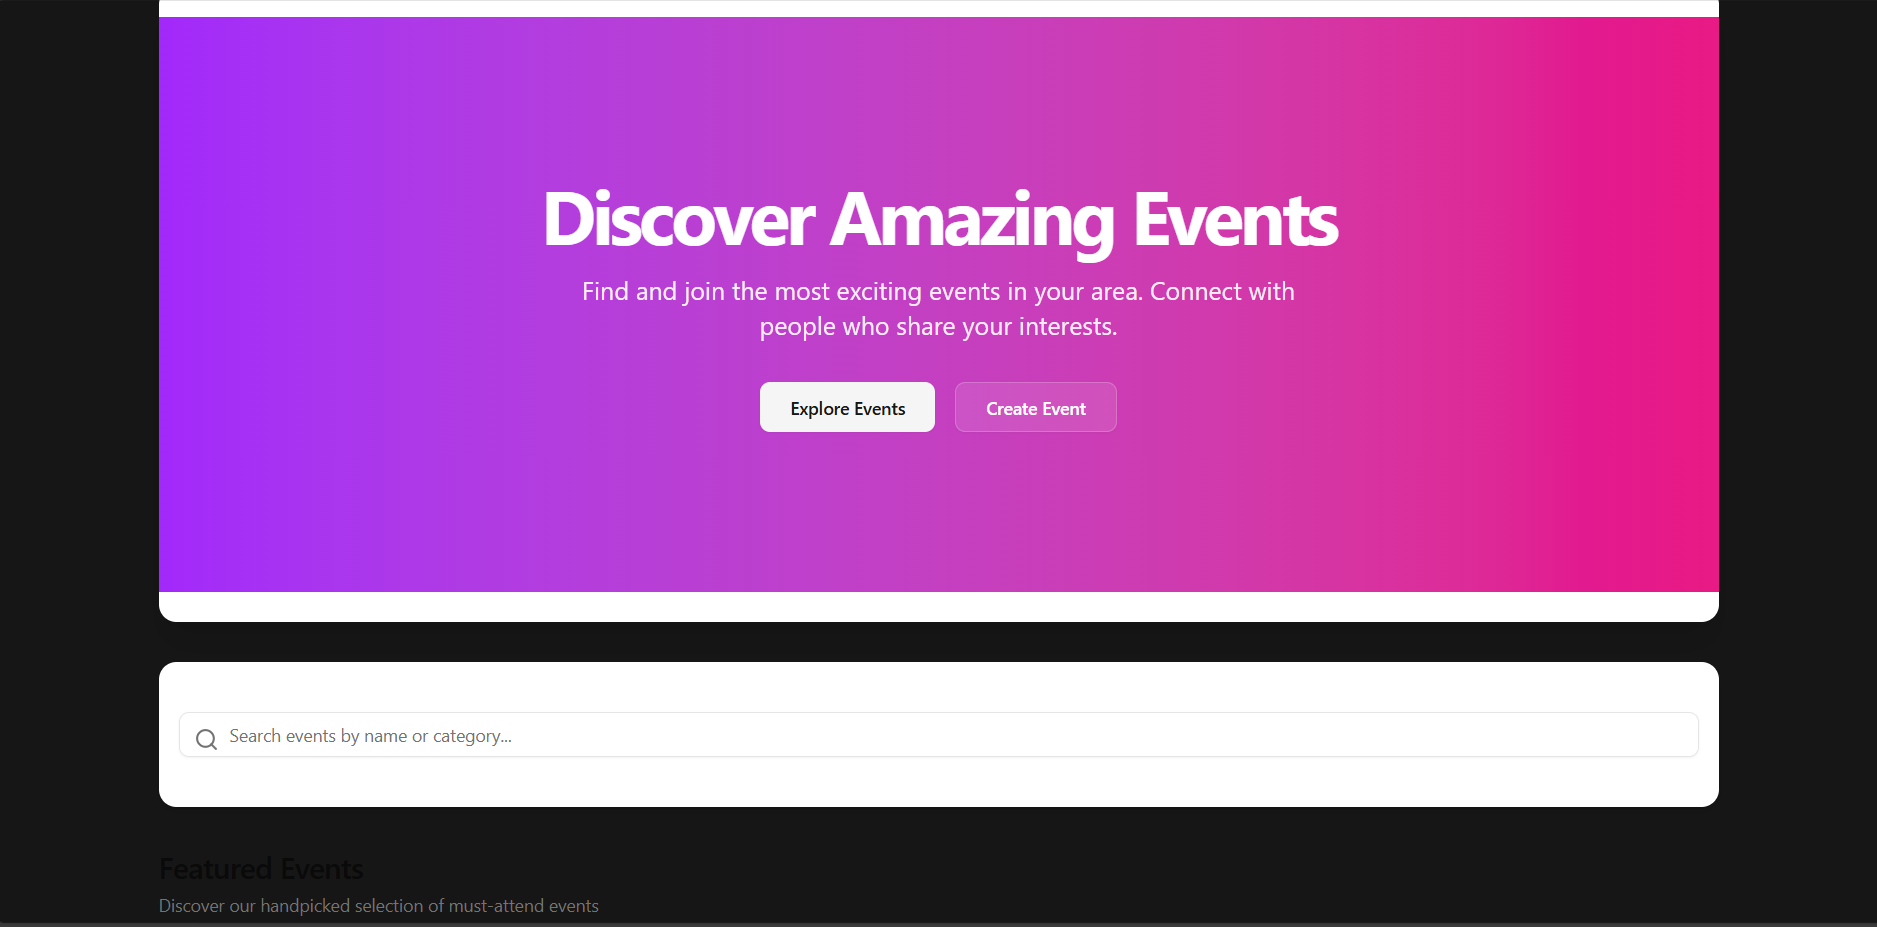 Discover Amazing Events
Find and join the most exciting events in your area. Connect with
people who share your interests.
Explore Events
Create Event
Search events by name or category...
Featured Events
Discover our handpicked selection of must-attend events